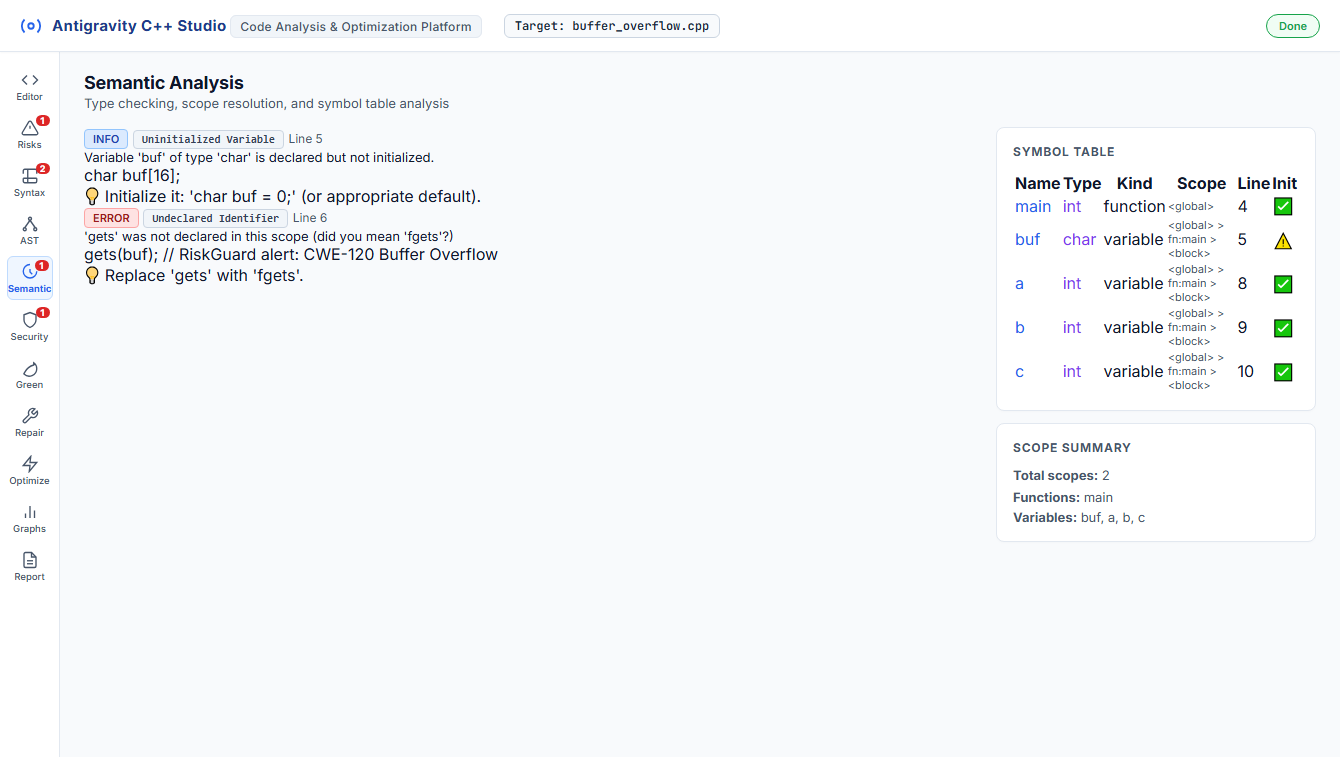 Antigravity C++ Studio Code Analysis & Optimization Platform Target: buffer_overflow.cpp Done
Editor
1
Risks
2
Syntax
AST
1
Semantic
1
Security
Green
Repair
Optimize
Graphs
Report
Semantic Analysis
Type checking, scope resolution, and symbol table analysis
INFO Uninitialized Variable Line 5
Variable 'buf' of type 'char' is declared but not initialized.
char buf[16];
💡 Initialize it: 'char buf = 0;' (or appropriate default).
ERROR Undeclared Identifier Line 6
'gets' was not declared in this scope (did you mean 'fgets'?)
gets(buf); // RiskGuard alert: CWE-120 Buffer Overflow
💡 Replace 'gets' with 'fgets'.
SYMBOL TABLE
Name Type Kind Scope Line Init
main int function <global> 4 ✅
buf char variable <global> > fn:main > <block> 5 ⚠️
a int variable <global> > fn:main > <block> 8 ✅
b int variable <global> > fn:main > <block> 9 ✅
c int variable <global> > fn:main > <block> 10 ✅
SCOPE SUMMARY
Total scopes: 2
Functions: main
Variables: buf, a, b, c